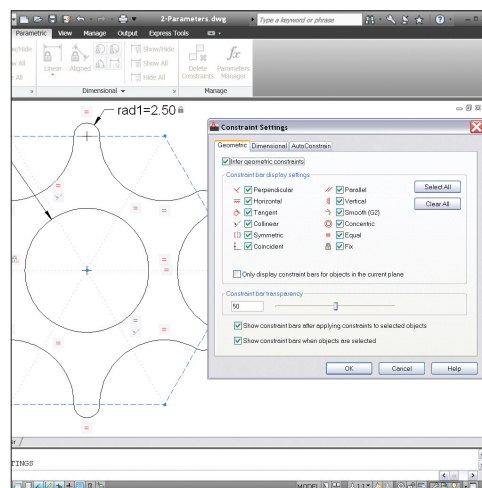 2-Parameters.dwg
Type a keyword or phrase
Parametric View Manage Output Express Tools
Show/Hide
Show All
Hide All
Linear Aligned
Delete Constraints
Parameters Manager
Dimensional
Manage
rad1=2.50
Constraint Settings
Geometric Dimensional AutoConstrain
Infer geometric constraints
Constraint bar display settings
Perpendicular Parallel
Horizontal Vertical
Tangent Smooth (G2)
Collinear Concentric
Symmetric Equal
Coincident Fix
Select All
Clear All
Only display constraint bars for objects in the current plane
Constraint bar transparency
50
Show constraint bars after applying constraints to selected objects
Show constraint bars when objects are selected
OK Cancel Help
TINGS
MODEL
1:1